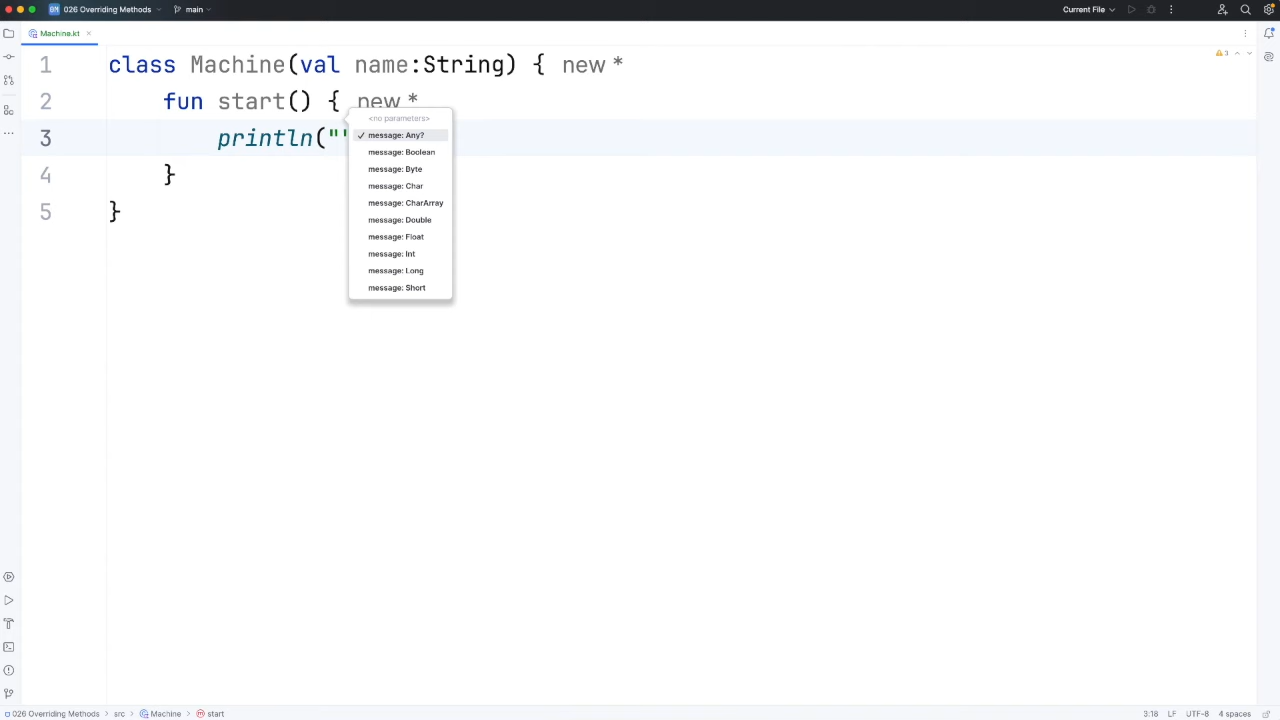 026 Overriding Methods main Current File
Machine.kt
3
1 class Machine(val name:String) { new *
2 fun start() { new *
3 println(""
4 }
5 }
<no parameters>
✓ message: Any?
message: Boolean
message: Byte
message: Char
message: CharArray
message: Double
message: Float
message: Int
message: Long
message: Short
026 Overriding Methods > src > Machine > start 3:18 LF UTF-8 4 spaces